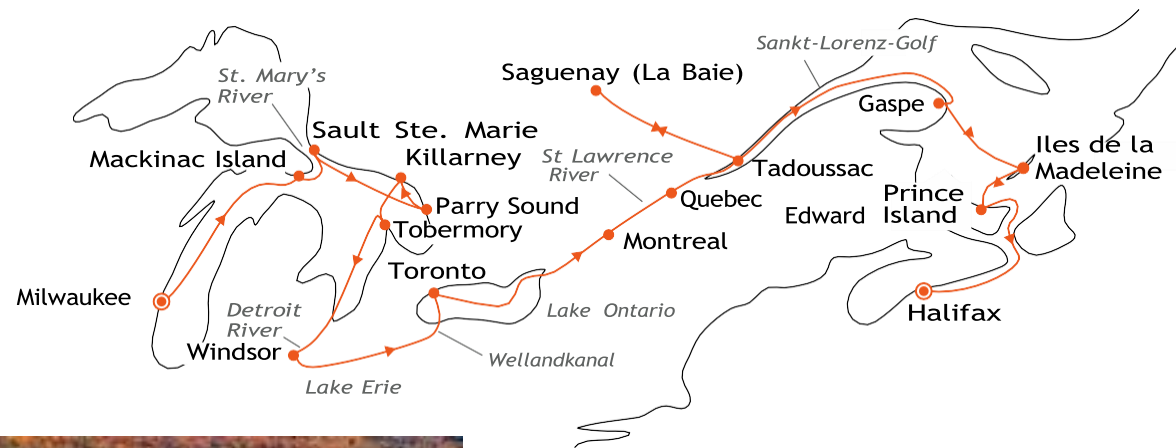 Sankt-Lorenz-Golf
Saguenay (La Baie)
St. Mary's
River
Gaspe
Sault Ste. Marie
Mackinac Island
Killarney
St Lawrence
River
Iles de la
Madeleine
Tadoussac
Quebec
Prince
Edward Island
Parry Sound
Tobermory
Montreal
Toronto
Milwaukee
Detroit
River
Lake Ontario
Halifax
Windsor
Wellandkanal
Lake Erie